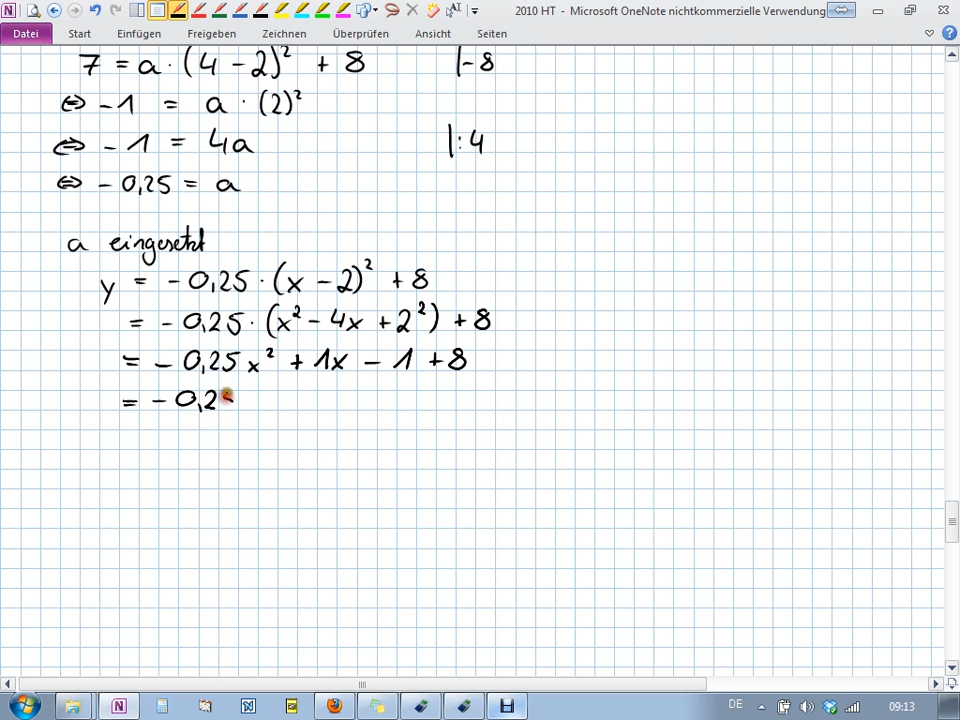 2010 HT - Microsoft OneNote nichtkommerzielle Verwendung
Datei Start Einfügen Freigeben Zeichnen Überprüfen Ansicht Seiten
7 = a · (4 - 2)² + 8 |- 8
⇔ - 1 = a · (2)²
⇔ - 1 = 4a |: 4
⇔ - 0,25 = a
a eingesetzt
y = - 0,25 · (x - 2)² + 8
= - 0,25 · (x² - 4x + 2²) + 8
= - 0,25x² + 1x - 1 + 8
= - 0,2
DE 09:13